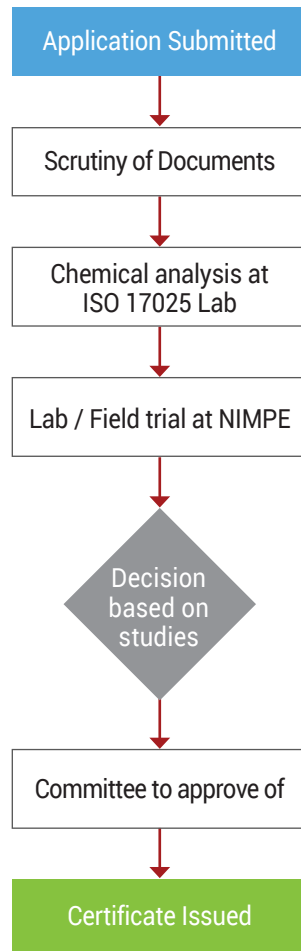 Application Submitted
Scrutiny of Documents
Chemical analysis at
ISO 17025 Lab
Lab / Field trial at NIMPE
Decision
based on
studies
Committee to approve of
Certificate Issued